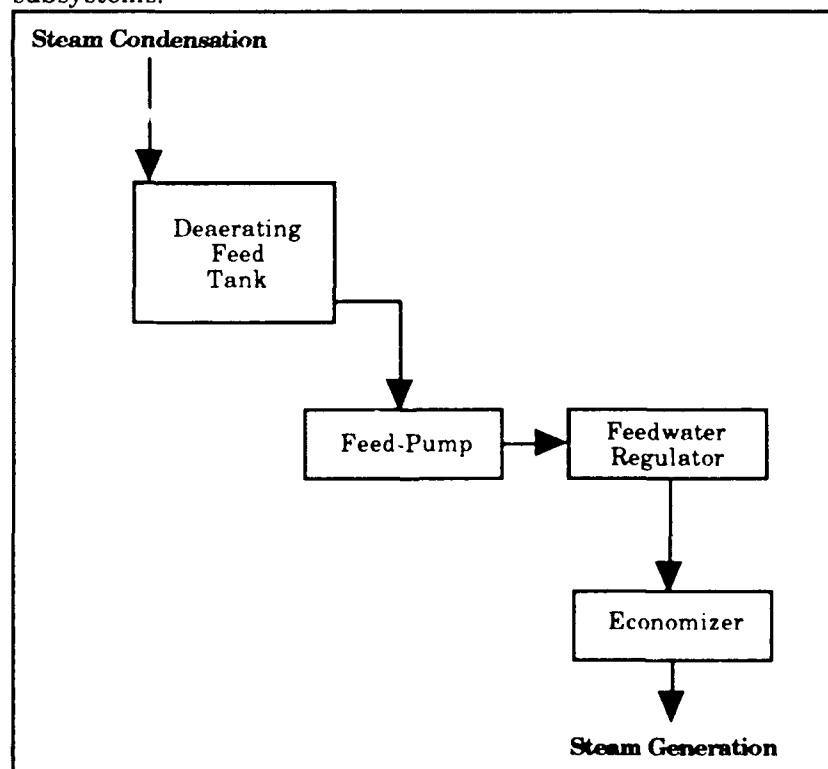 subsystems.
Steam Condensation
Deaerating
Feed
Tank
Feed-Pump
Feedwater
Regulator
Economizer
Steam Generation